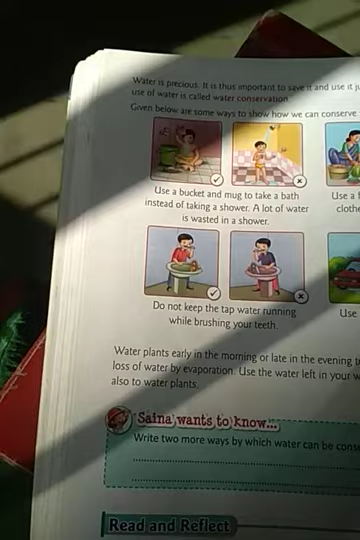 Water is precious. It is thus important to save it and use it
use of water is called water conservation.
Given below are some ways to show how we can conserve
Use a bucket and mug to take a bath
instead of taking a shower. A lot of water
is wasted in a shower.
Use a
clothe
Do not keep the tap water running
while brushing your teeth.
Use
Water plants early in the morning or late in the evening
loss of water by evaporation. Use the water left in your
also to water plants.
Saina wants to know...
Write two more ways by which water can be cons
Read and Reflect